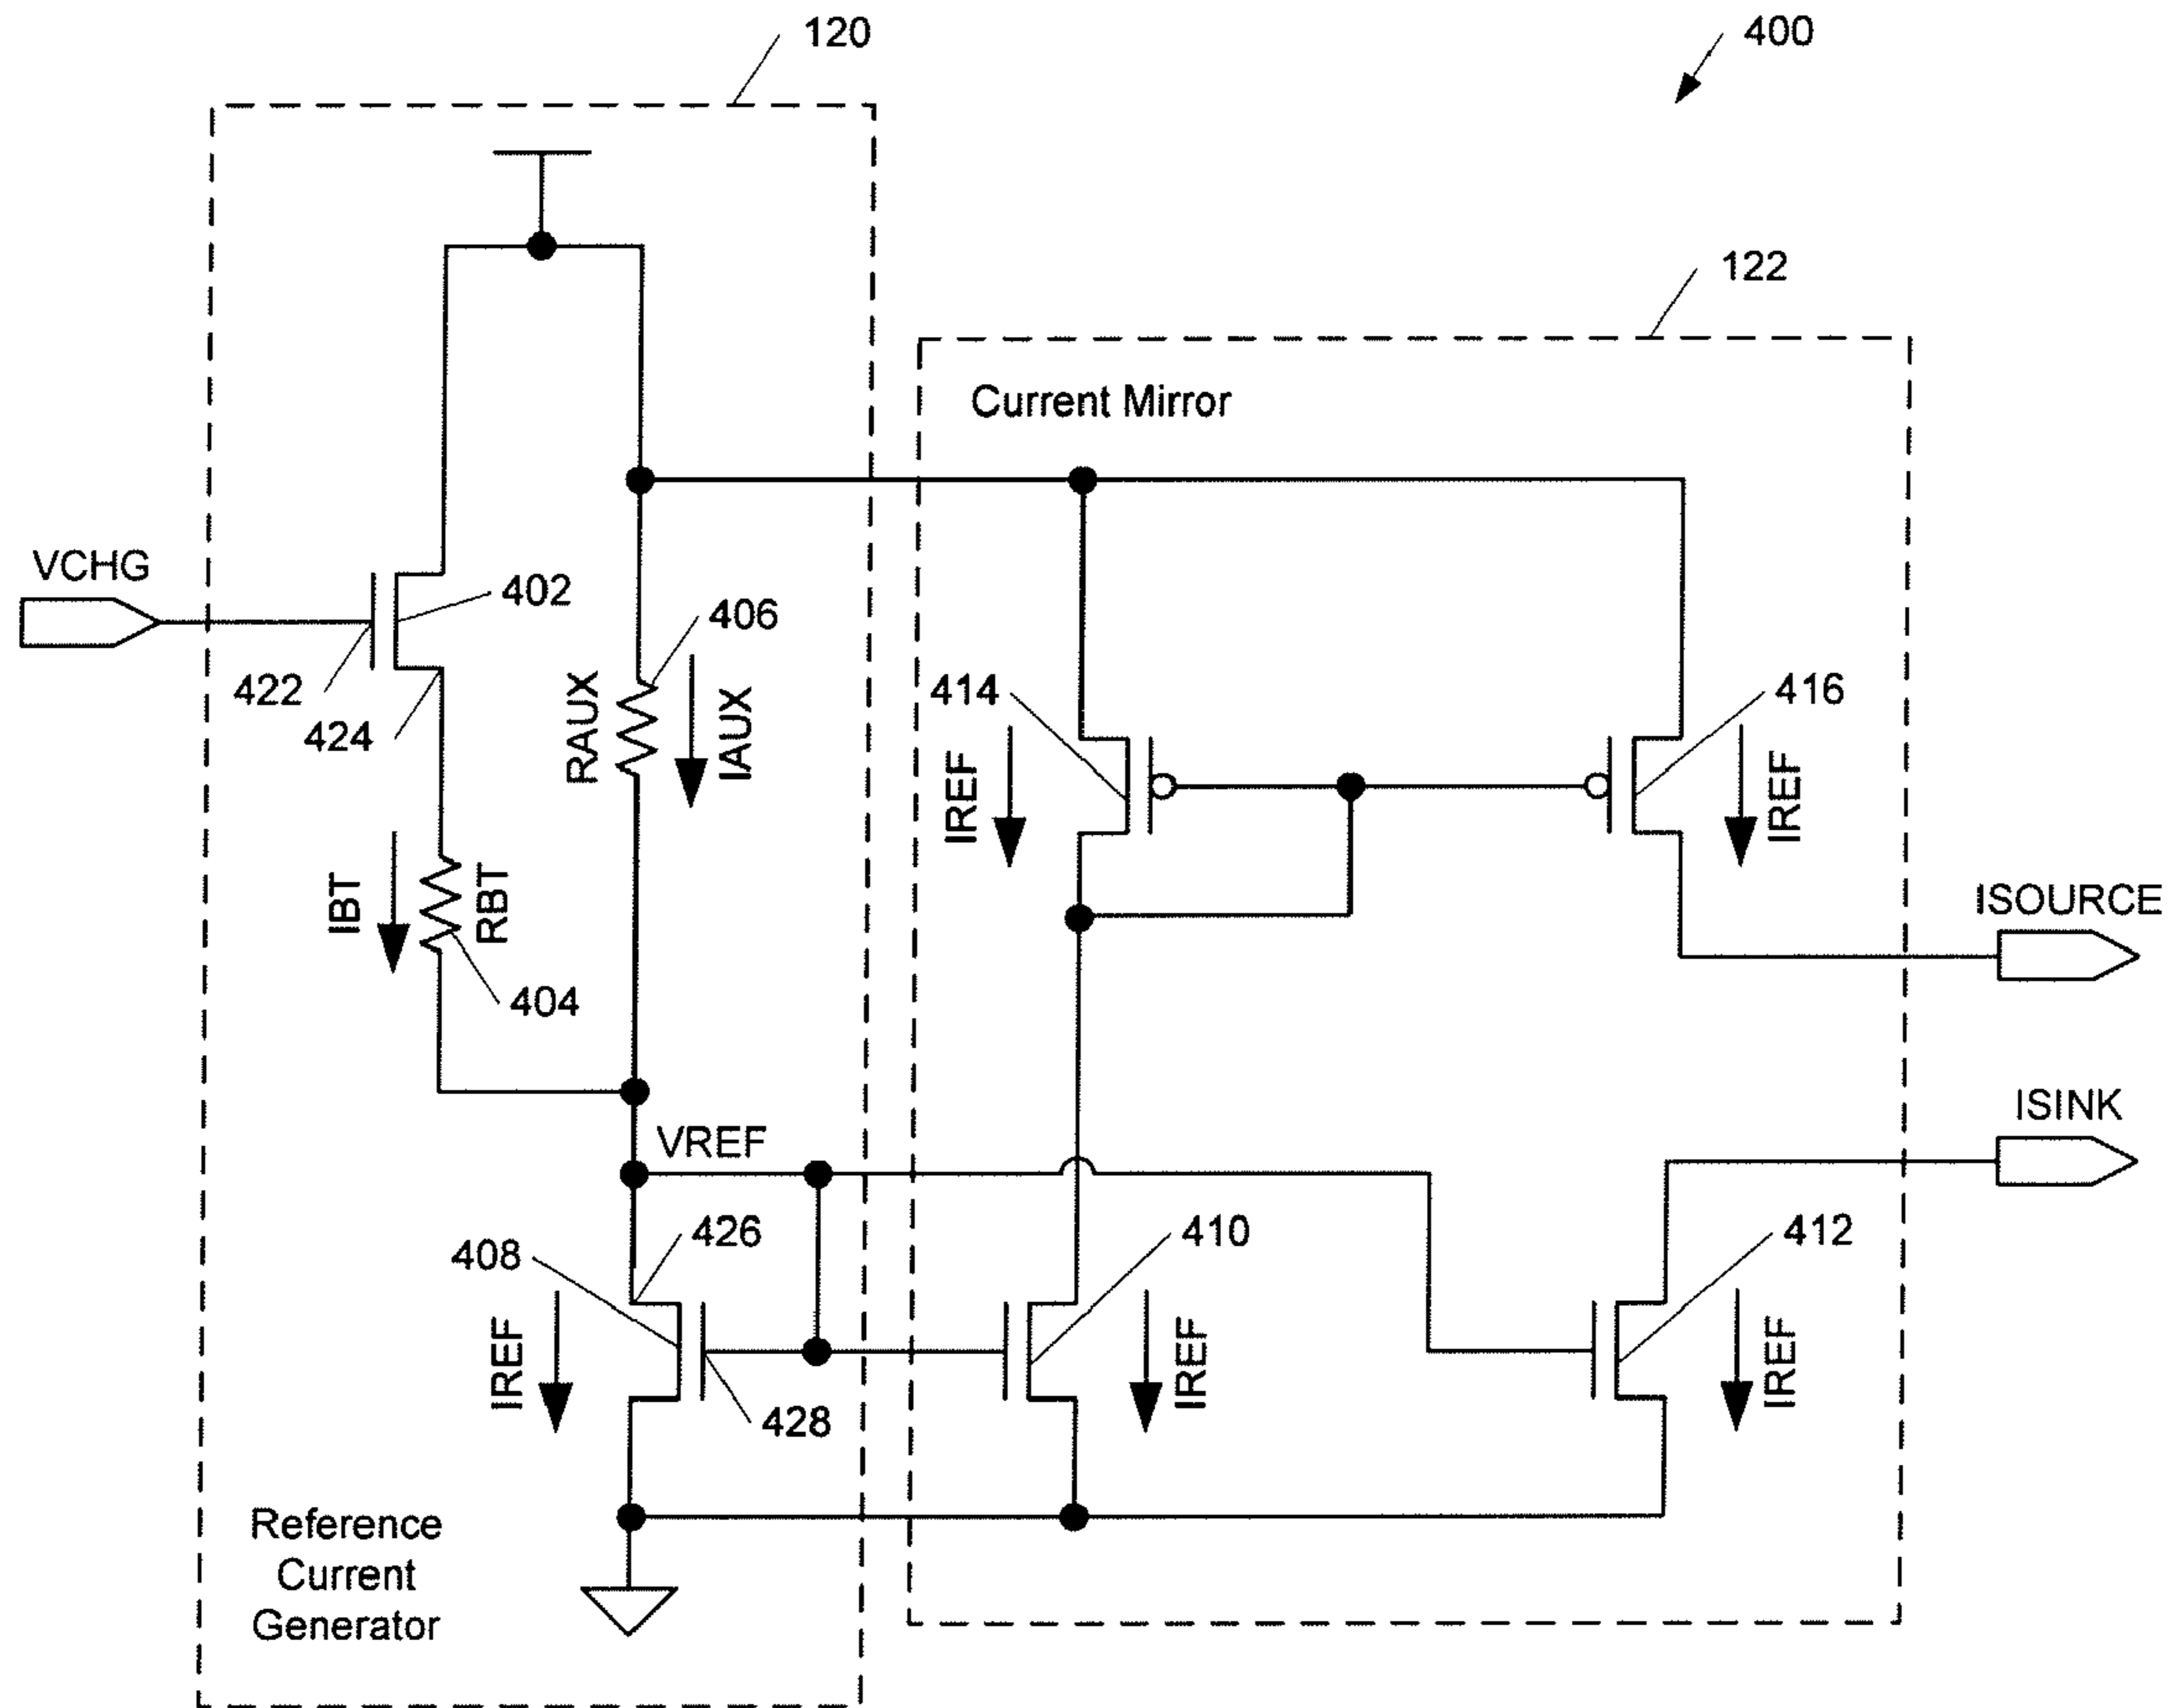 120
400
122
Current Mirror
VCHG
402
406
422
424
RAUX
IAUX
414
416
IREF
IREF
IBT
RBT
404
ISOURCE
ISINK
VREF
426
408
410
412
IREF
428
IREF
IREF
Reference
Current
Generator